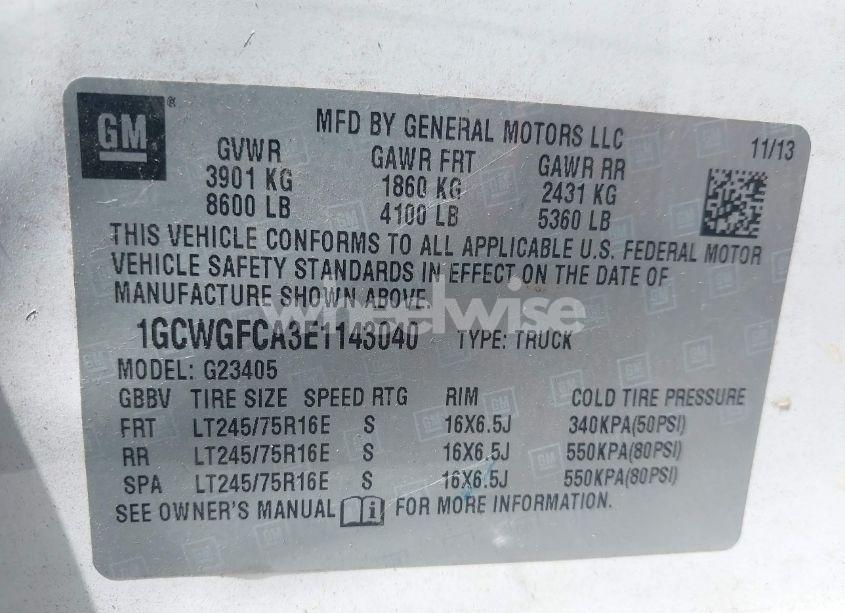 GM ®
MFD BY GENERAL MOTORS LLC
11/13
GVWR GAWR FRT GAWR RR
3901 KG 1860 KG 2431 KG
8600 LB 4100 LB 5360 LB
THIS VEHICLE CONFORMS TO ALL APPLICABLE U.S. FEDERAL MOTOR
VEHICLE SAFETY STANDARDS IN EFFECT ON THE DATE OF
MANUFACTURE SHOWN ABOVE.
wheelwise
1GCWGFCA3E1143040 TYPE: TRUCK
MODEL: G23405
GBBV TIRE SIZE SPEED RTG RIM COLD TIRE PRESSURE
FRT LT245/75R16E S 16X6.5J 340KPA(50PSI)
RR LT245/75R16E S 16X6.5J 550KPA(80PSI)
SPA LT245/75R16E S 16X6.5J 550KPA(80PSI)
SEE OWNER'S MANUAL i FOR MORE INFORMATION.